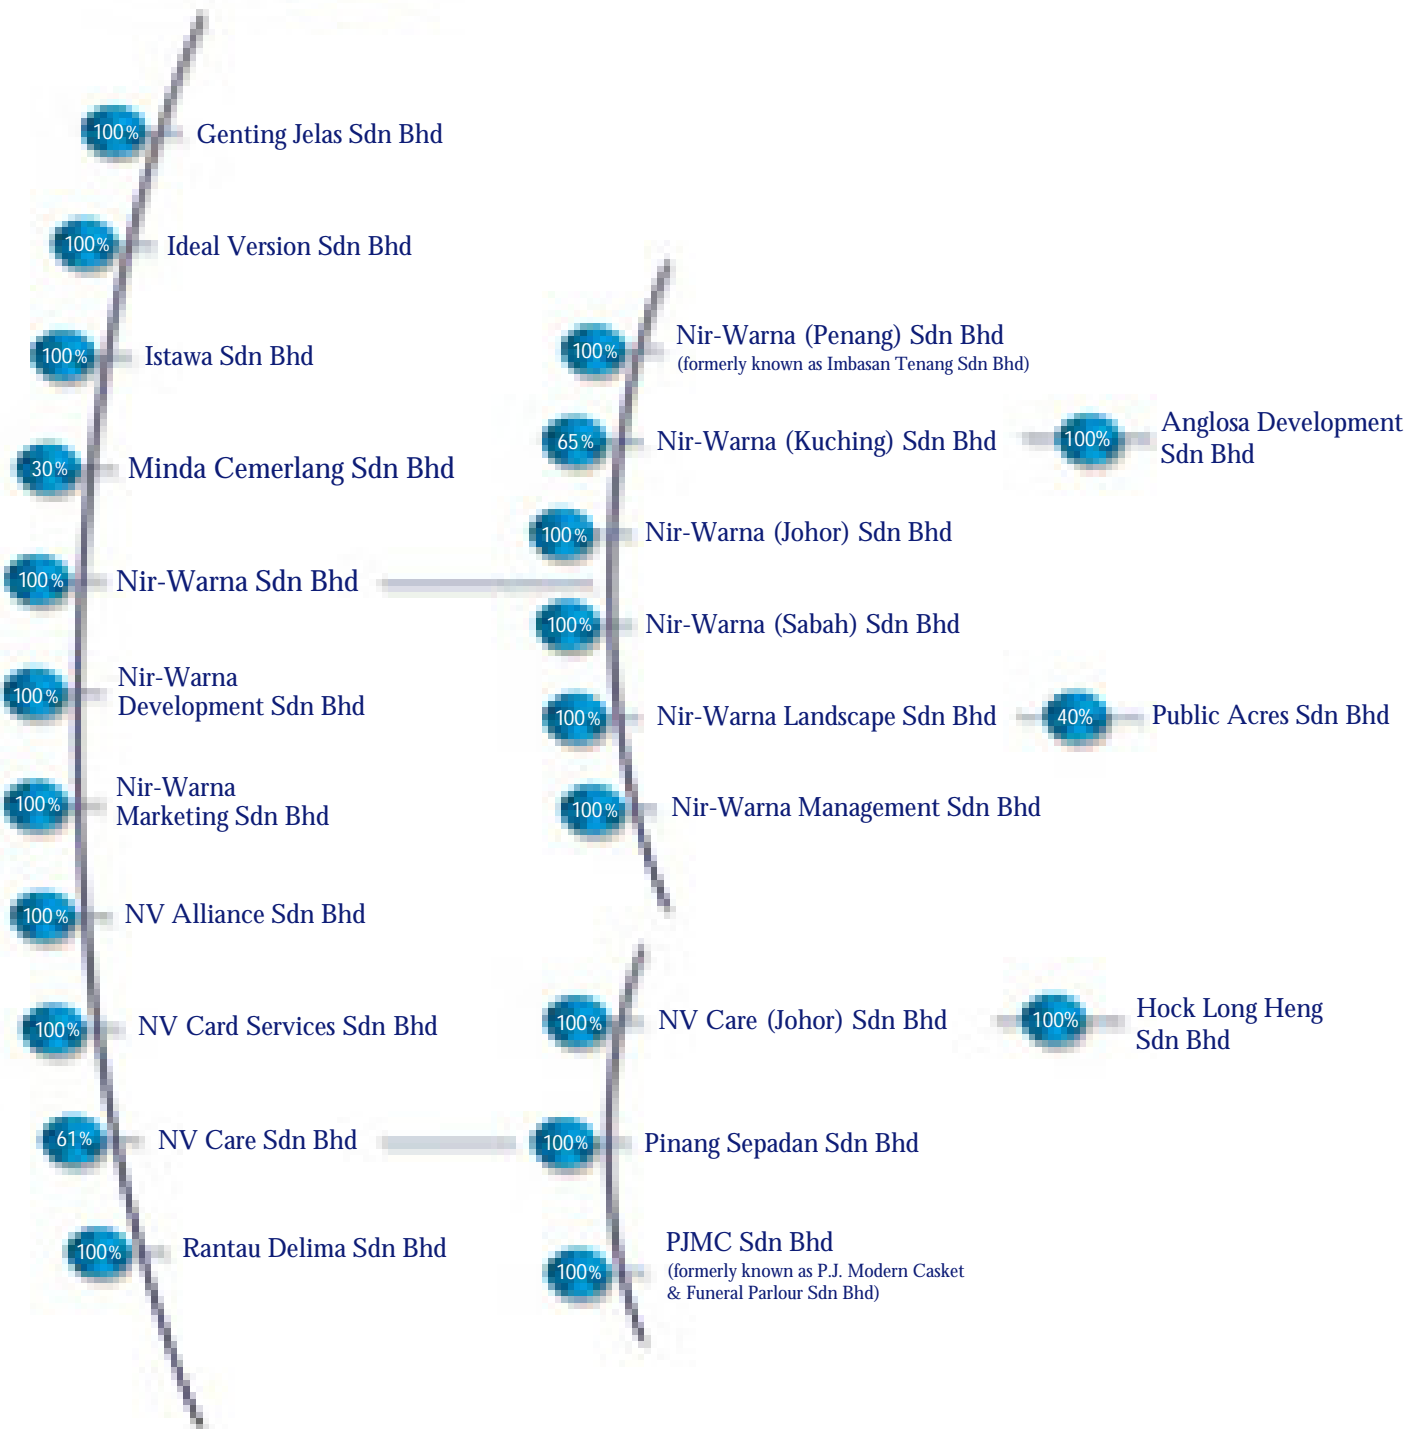 100%
Genting Jelas Sdn Bhd
100%
Ideal Version Sdn Bhd
100%
Istawa Sdn Bhd
30%
Minda Cemerlang Sdn Bhd
100%
Nir-Warna Sdn Bhd
100%
Nir-Warna
Development Sdn Bhd
100%
Nir-Warna
Marketing Sdn Bhd
100%
NV Alliance Sdn Bhd
100%
NV Card Services Sdn Bhd
61%
NV Care Sdn Bhd
100%
Rantau Delima Sdn Bhd
100%
Nir-Warna (Penang) Sdn Bhd
(formerly known as Imbasan Tenang Sdn Bhd)
65%
Nir-Warna (Kuching) Sdn Bhd
100%
Anglosa Development
Sdn Bhd
100%
Nir-Warna (Johor) Sdn Bhd
100%
Nir-Warna (Sabah) Sdn Bhd
100%
Nir-Warna Landscape Sdn Bhd
40%
Public Acres Sdn Bhd
100%
Nir-Warna Management Sdn Bhd
100%
NV Care (Johor) Sdn Bhd
100%
Hock Long Heng
Sdn Bhd
100%
Pinang Sepadan Sdn Bhd
100%
PJMC Sdn Bhd
(formerly known as P.J. Modern Casket
& Funeral Parlour Sdn Bhd)